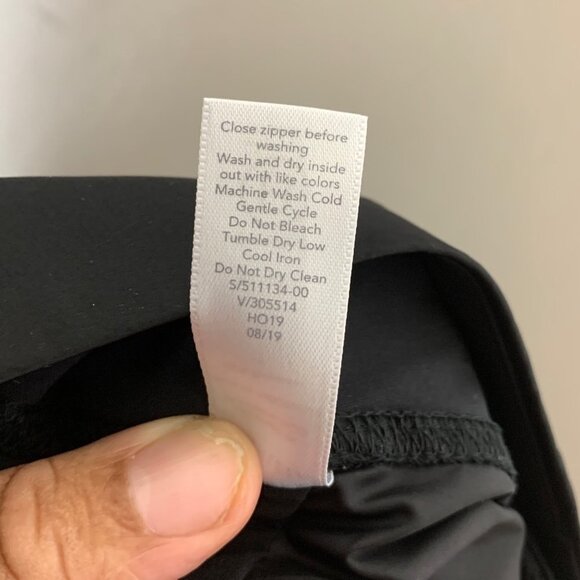 Close zipper before
washing
Wash and dry inside
out with like colors
Machine Wash Cold
Gentle Cycle
Do Not Bleach
Tumble Dry Low
Cool Iron
Do Not Dry Clean
S/511134-00
V/305514
HO19
08/19